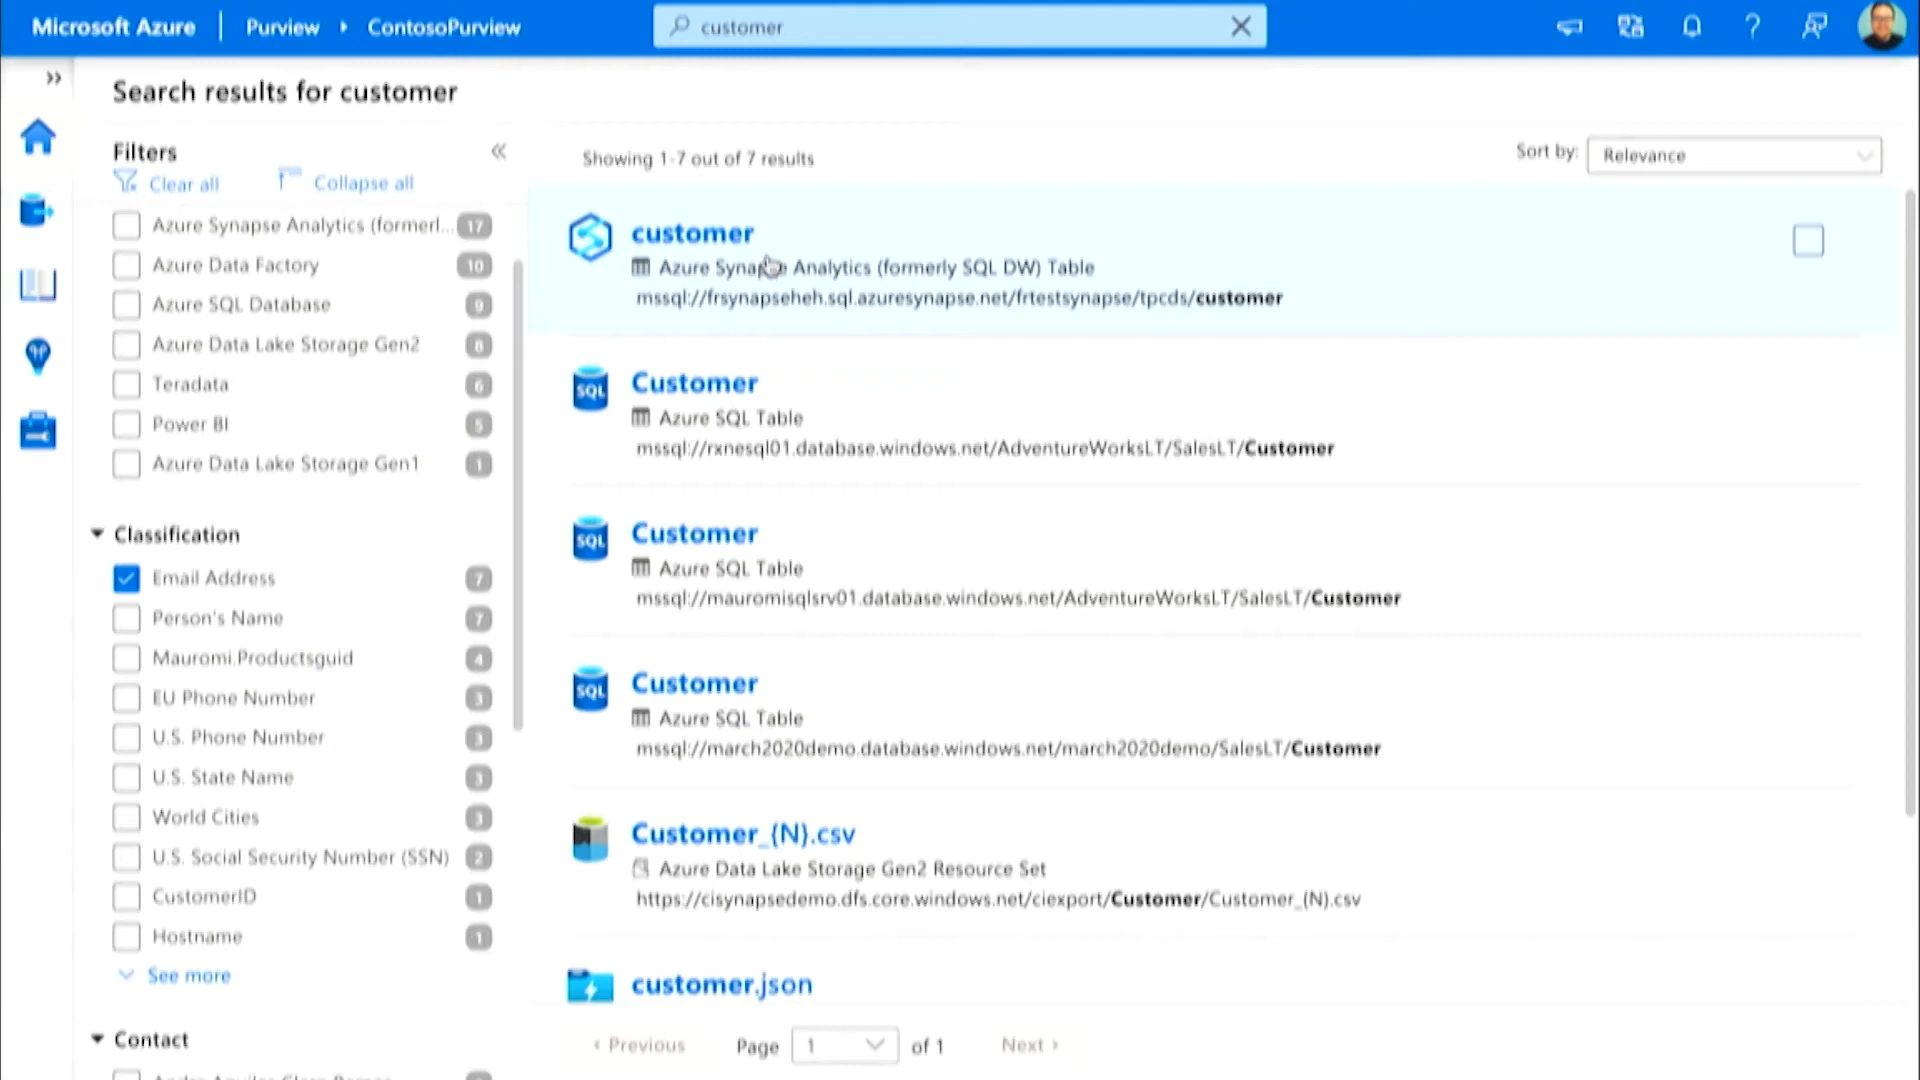 Microsoft Azure | Purview ▸ ContosoPurview
customer
Search results for customer
Filters
Clear all
Collapse all
Azure Synapse Analytics (formerl... 17
Azure Data Factory 10
Azure SQL Database 9
Azure Data Lake Storage Gen2 8
Teradata 6
Power BI 5
Azure Data Lake Storage Gen1 1
Classification
Email Address 7
Person's Name 7
Mauromi.Productsguid 4
EU Phone Number 3
U.S. Phone Number 3
U.S. State Name 3
World Cities 3
U.S. Social Security Number (SSN) 2
CustomerID 1
Hostname 1
See more
Contact
Showing 1-7 out of 7 results
Sort by: Relevance
customer
Azure Synapse Analytics (formerly SQL DW) Table
mssql://frsynapseheh.sql.azuresynapse.net/frtestsynapse/tpcds/customer
Customer
Azure SQL Table
mssql://rxnesql01.database.windows.net/AdventureWorksLT/SalesLT/Customer
Customer
Azure SQL Table
mssql://mauromisqlsrv01.database.windows.net/AdventureWorksLT/SalesLT/Customer
Customer
Azure SQL Table
mssql://march2020demo.database.windows.net/march2020demo/SalesLT/Customer
Customer_{N}.csv
Azure Data Lake Storage Gen2 Resource Set
https://cisynapsedemo.dfs.core.windows.net/ciexport/Customer/Customer_{N}.csv
customer.json
‹ Previous Page 1 of 1 Next ›